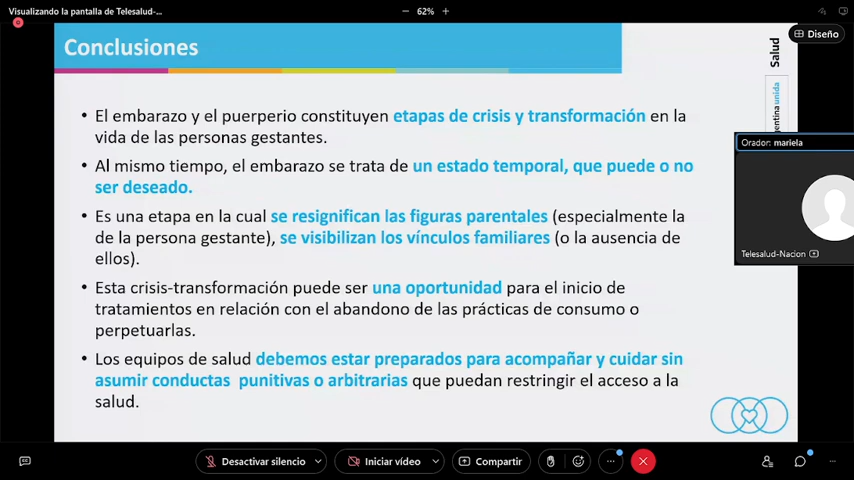 Visualizando la pantalla de Telesalud-...
62%
Diseño
Conclusiones
Salud
entina unida
• El embarazo y el puerperio constituyen etapas de crisis y transformación en la
vida de las personas gestantes.
• Al mismo tiempo, el embarazo se trata de un estado temporal, que puede o no
ser deseado.
• Es una etapa en la cual se resignifican las figuras parentales (especialmente la
de la persona gestante), se visibilizan los vínculos familiares (o la ausencia de
ellos).
• Esta crisis-transformación puede ser una oportunidad para el inicio de
tratamientos en relación con el abandono de las prácticas de consumo o
perpetuarlas.
• Los equipos de salud debemos estar preparados para acompañar y cuidar sin
asumir conductas punitivas o arbitrarias que puedan restringir el acceso a la
salud.
Orador: mariela
Telesalud-Nacion
Desactivar silencio
Iniciar vídeo
Compartir